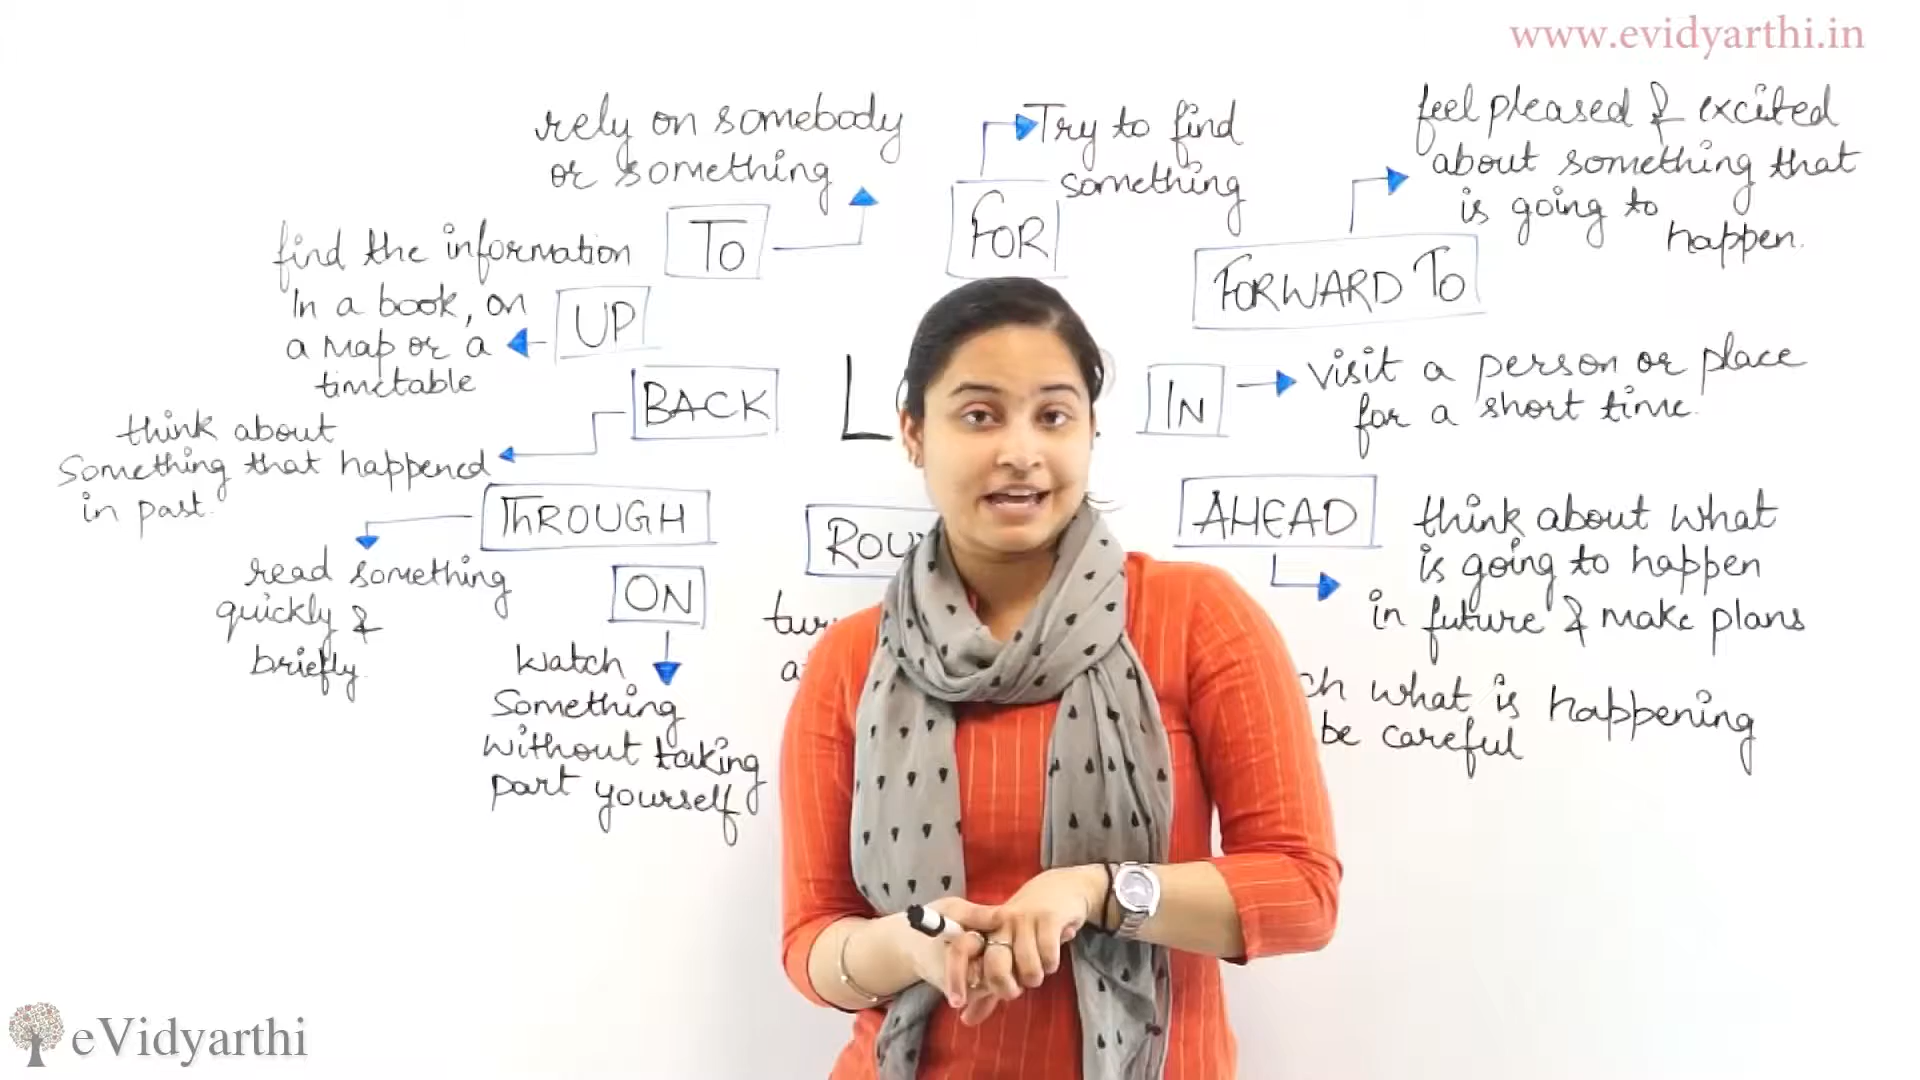 www.evidyarthi.in
rely on somebody
or something
TO
Try to find
something
FOR
feel pleased & excited
about something that
is going to
happen.
FORWARD TO
find the information
In a book, on
a map or a
timetable
UP
BACK
think about
Something that happened
in past.
L
IN
visit a person or place
for a short time.
THROUGH
read something
quickly &
briefly.
ON
Watch
Something
without taking
part yourself
AHEAD
think about what
is going to happen
in future & make plans
what is happening
be careful
eVidyarthi